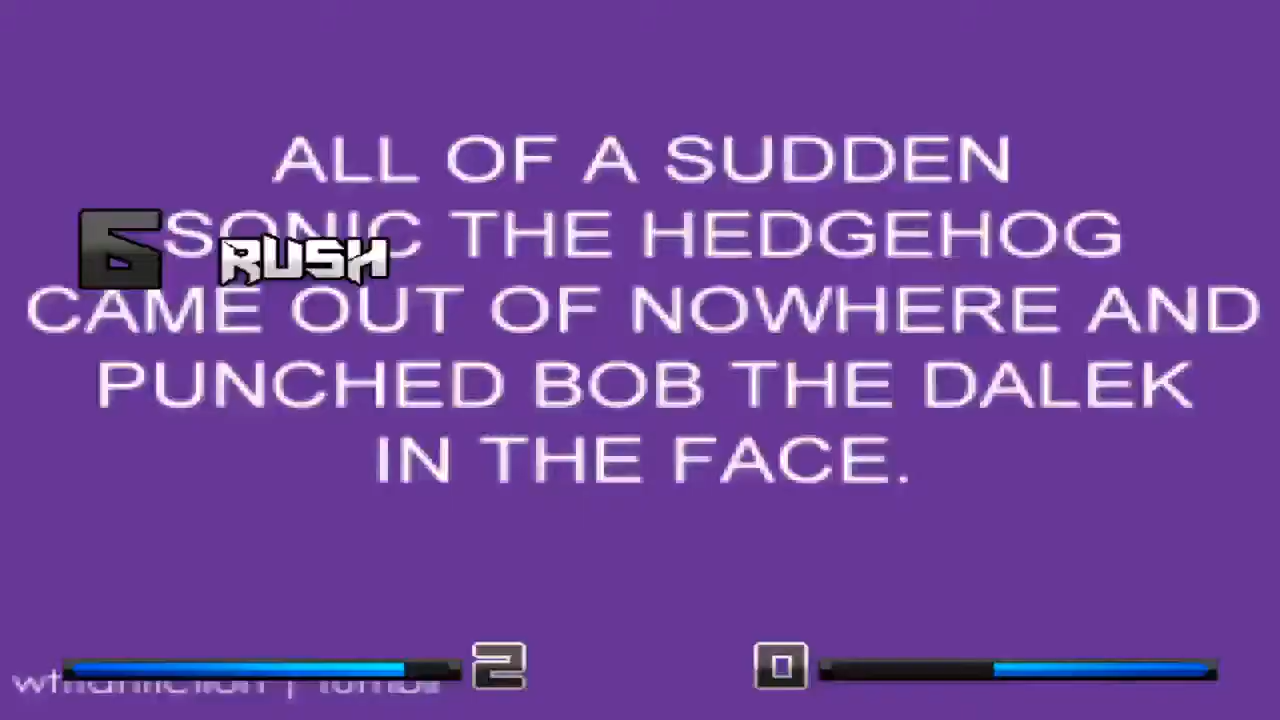 ALL OF A SUDDEN
SONIC THE HEDGEHOG
6 RUSH
CAME OUT OF NOWHERE AND
PUNCHED BOB THE DALEK
IN THE FACE.
2 0